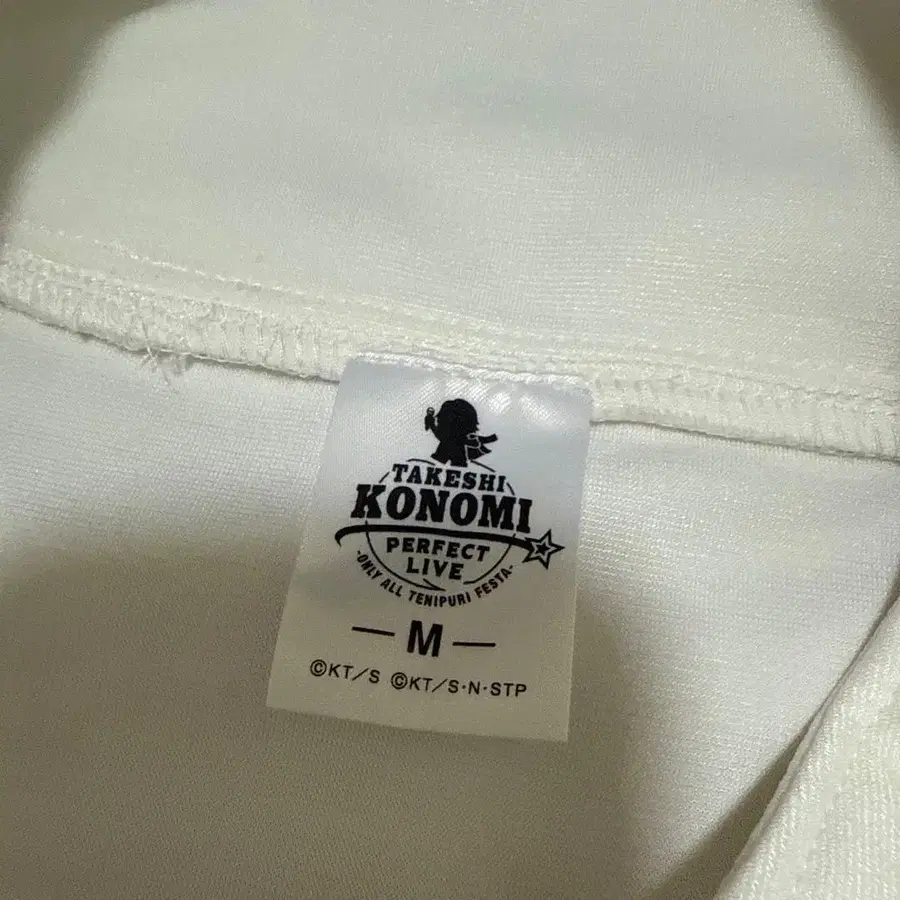 TAKESHI
KONOMI
PERFECT
LIVE
-ONLY ALL TENIPURI FESTA-
— M —
©KT/S ©KT/S·N·STP